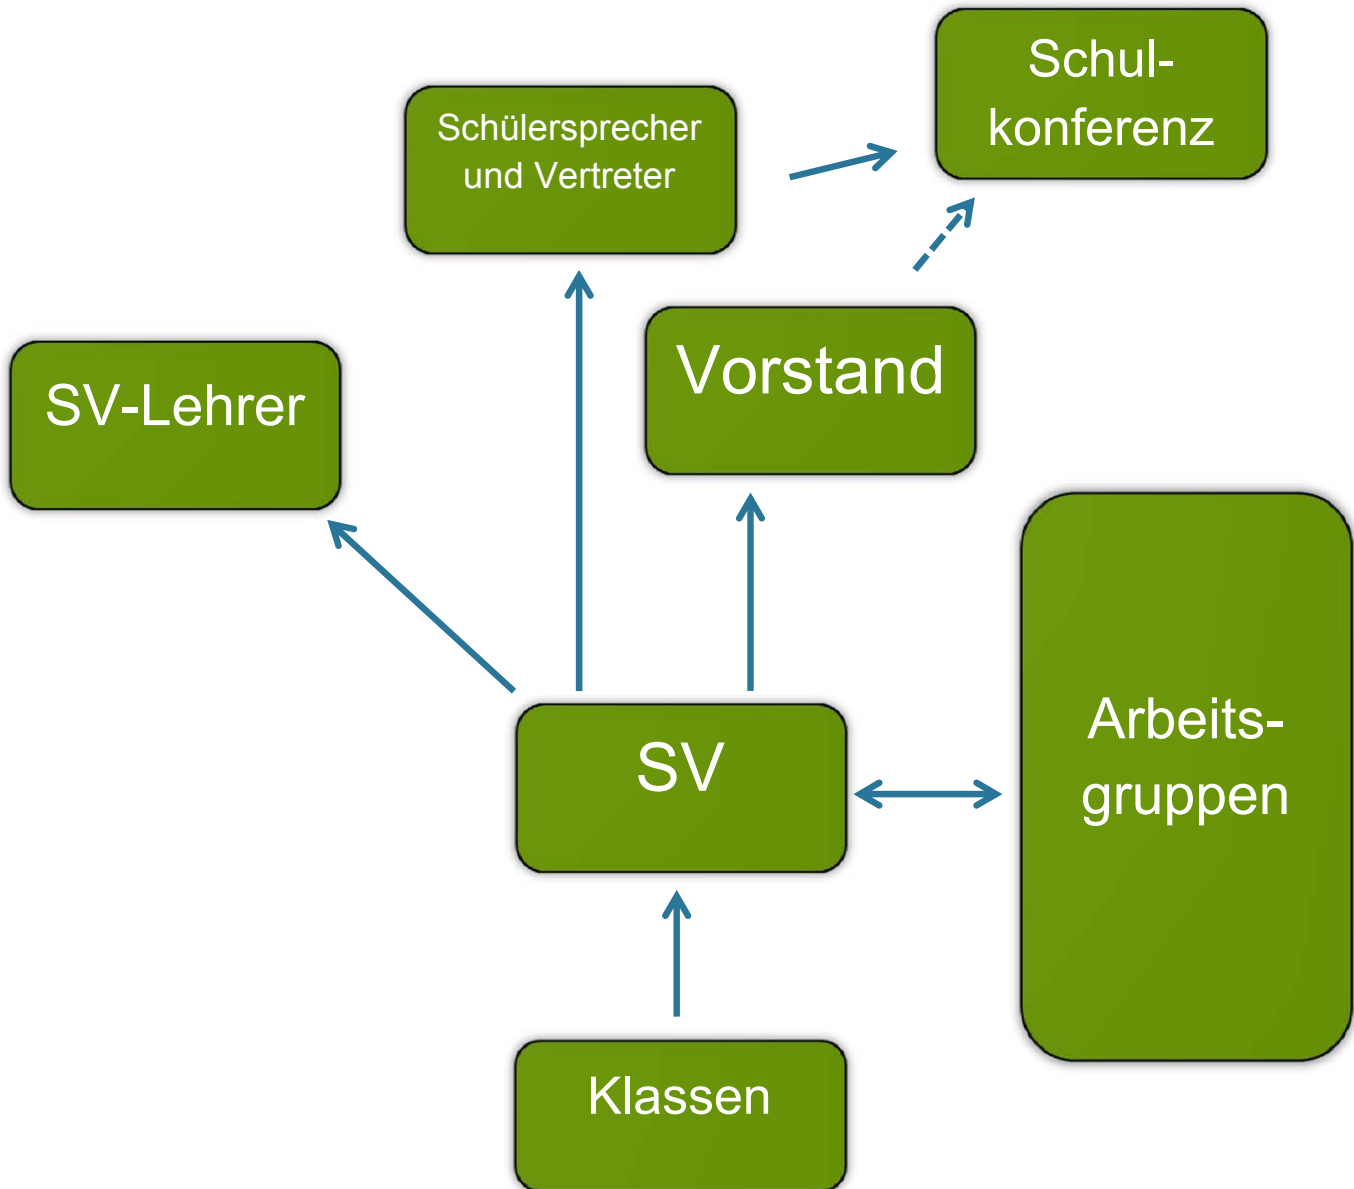 Schul-
konferenz
Schülersprecher
und Vertreter
Vorstand
SV-Lehrer
Arbeits-
gruppen
SV
Klassen